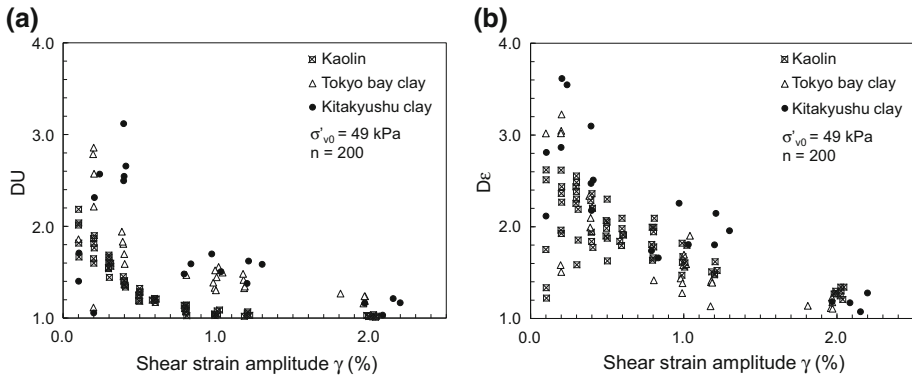 (a)
4.0
3.0
2.0
1.0
DU
Kaolin
Tokyo bay clay
Kitakyushu clay
σ'v0 = 49 kPa
n = 200
0.0
1.0
2.0
Shear strain amplitude γ (%)
(b)
4.0
3.0
2.0
1.0
Dε
Kaolin
Tokyo bay clay
Kitakyushu clay
σ'v0 = 49 kPa
n = 200
0.0
1.0
2.0
Shear strain amplitude γ (%)